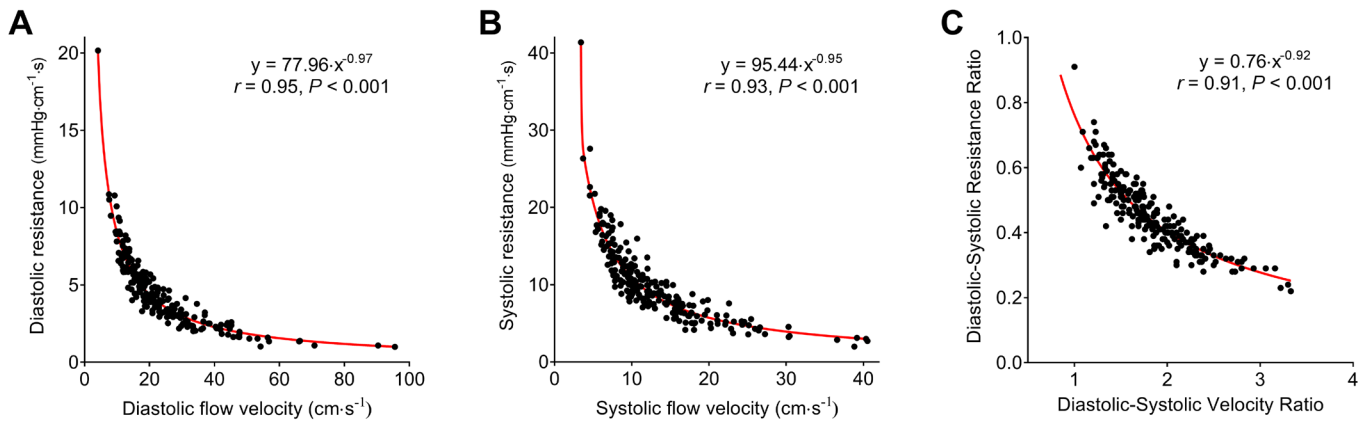 A
Diastolic resistance (mmHg·cm⁻¹·s)
20
15
10
5
0
y = 77.96·x⁻⁰·⁹⁷
r = 0.95, P < 0.001
0 20 40 60 80 100
Diastolic flow velocity (cm·s⁻¹)
B
Systolic resistance (mmHg·cm⁻¹·s)
40
30
20
10
0
y = 95.44·x⁻⁰·⁹⁵
r = 0.93, P < 0.001
0 10 20 30 40
Systolic flow velocity (cm·s⁻¹)
C
Diastolic-Systolic Resistance Ratio
1.0
0.8
0.6
0.4
0.2
0.0
y = 0.76·x⁻⁰·⁹²
r = 0.91, P < 0.001
1 2 3 4
Diastolic-Systolic Velocity Ratio